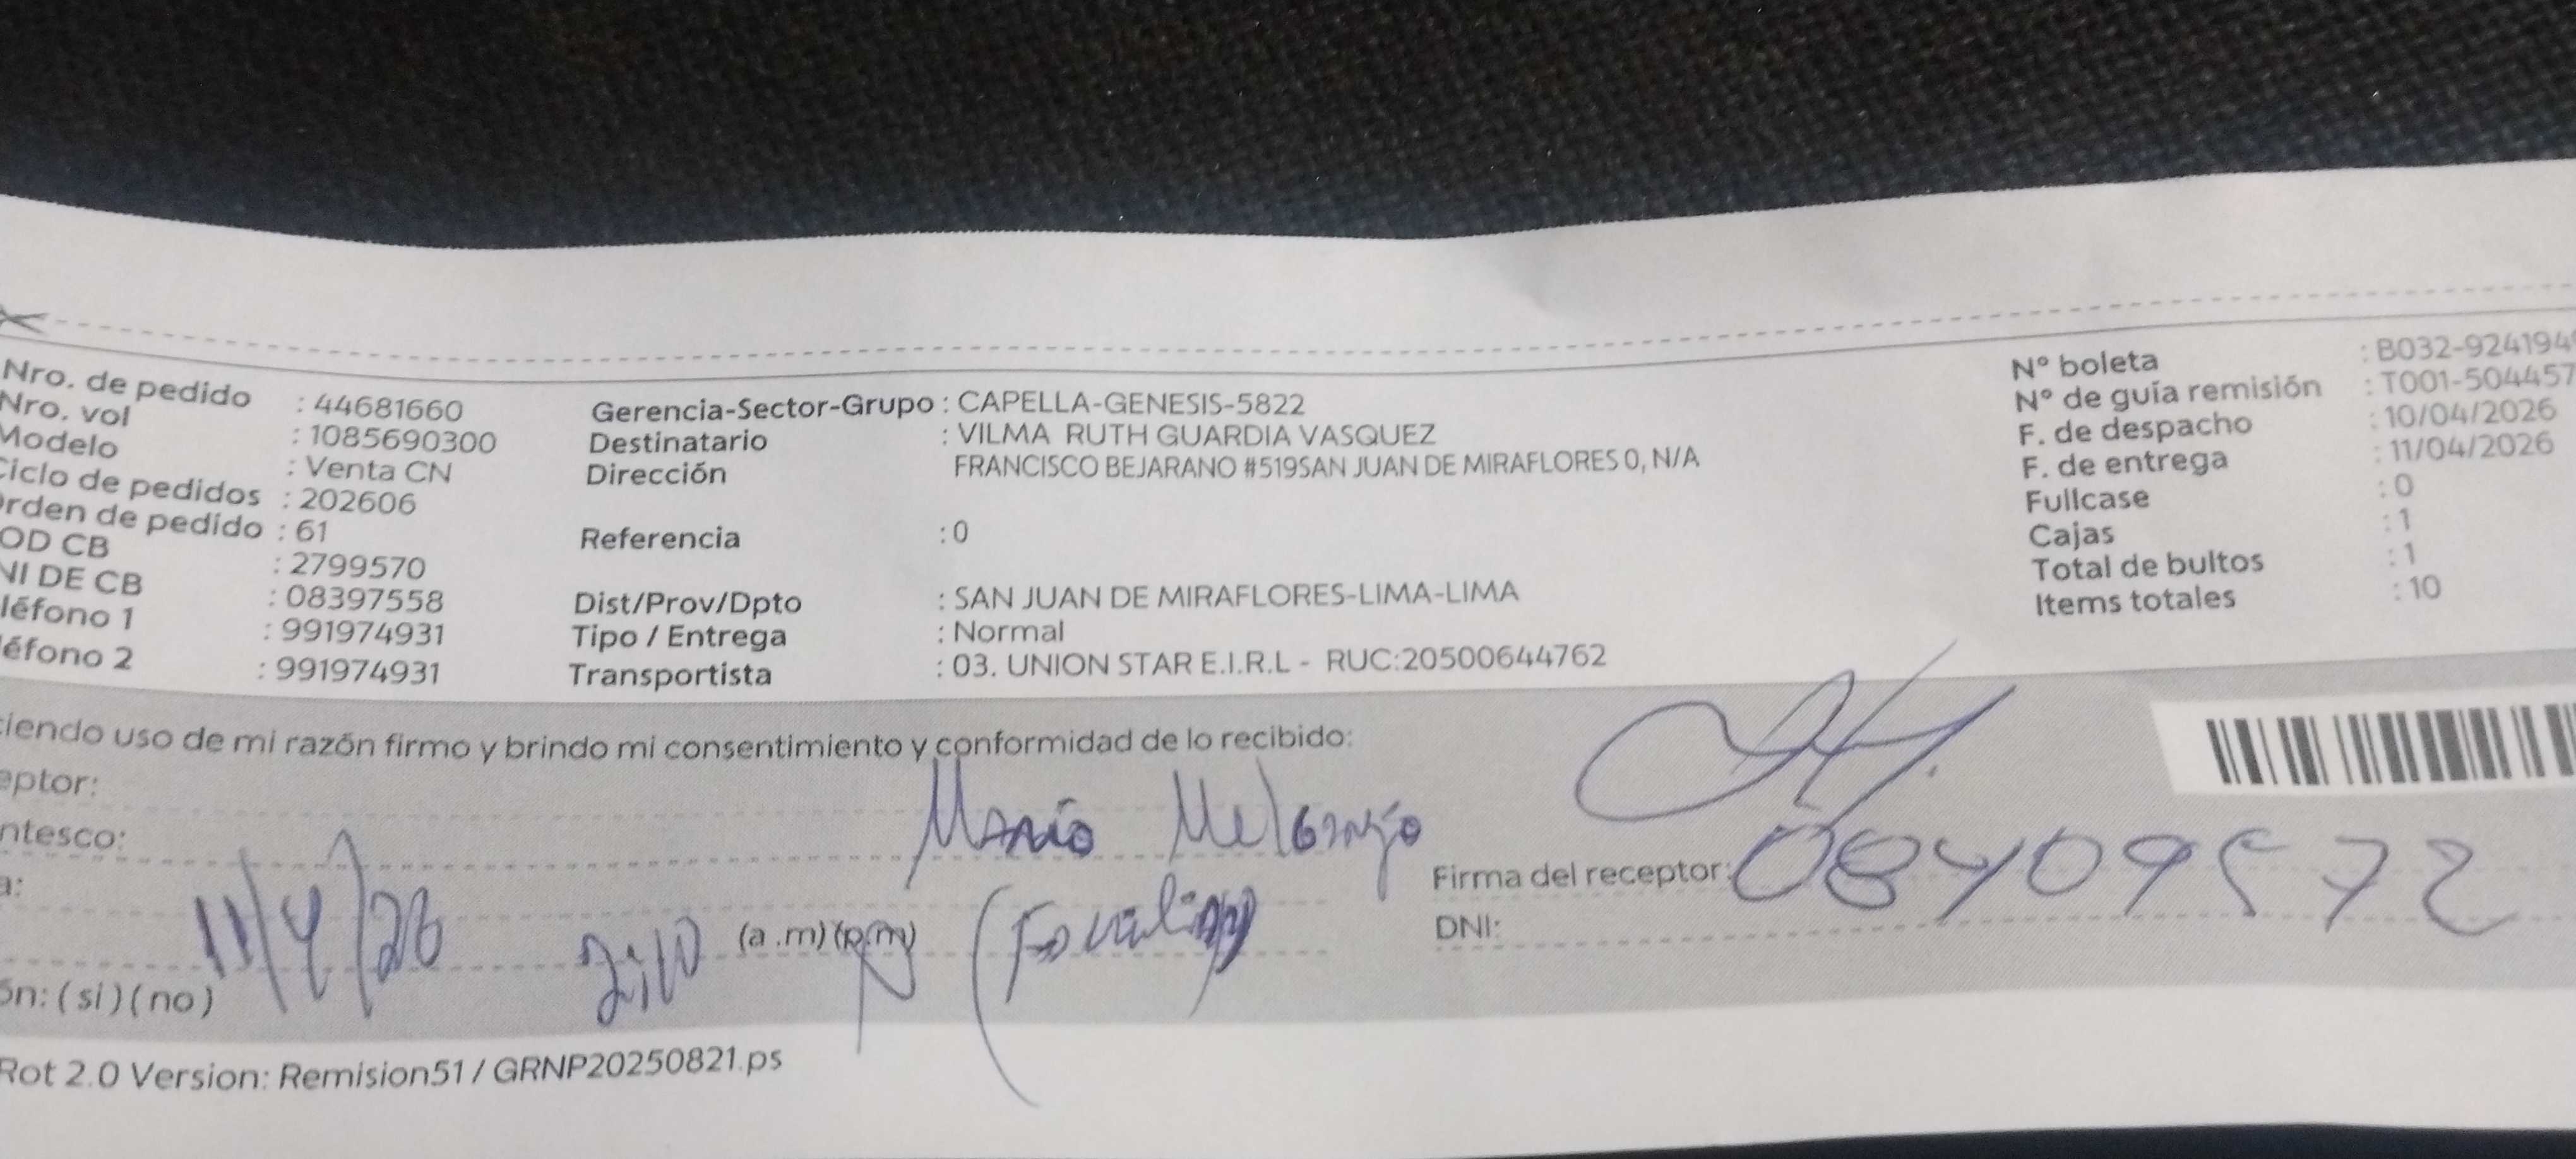 Nro. de pedido : 44681660
Nro. vol : 1085690300
Modelo : Venta CN
Ciclo de pedidos : 202606
Orden de pedido : 61
OD CB : 2799570
NI DE CB : 08397558
léfono 1 : 991974931
éfono 2 : 991974931
Gerencia-Sector-Grupo : CAPELLA-GENESIS-5822
Destinatario : VILMA RUTH GUARDIA VASQUEZ
Dirección FRANCISCO BEJARANO #519SAN JUAN DE MIRAFLORES 0, N/A
Referencia : 0
Dist/Prov/Dpto : SAN JUAN DE MIRAFLORES-LIMA-LIMA
Tipo / Entrega : Normal
Transportista : 03. UNION STAR E.I.R.L - RUC:20500644762
N° boleta : B032-924194
N° de guía remisión : T001-504457
F. de despacho : 10/04/2026
F. de entrega : 11/04/2026
Fullcase : 0
Cajas : 1
Total de bultos : 1
Items totales : 10
ciendo uso de mi razón firmo y brindo mi consentimiento y conformidad de lo recibido:
eptor: Mario
ntesco:
Firma del receptor:
a: 11/4/26 (a .m) (p.m)
DNI: 08409572
ón: ( si ) ( no )
Rot 2.0 Version: Remision51 / GRNP20250821.ps